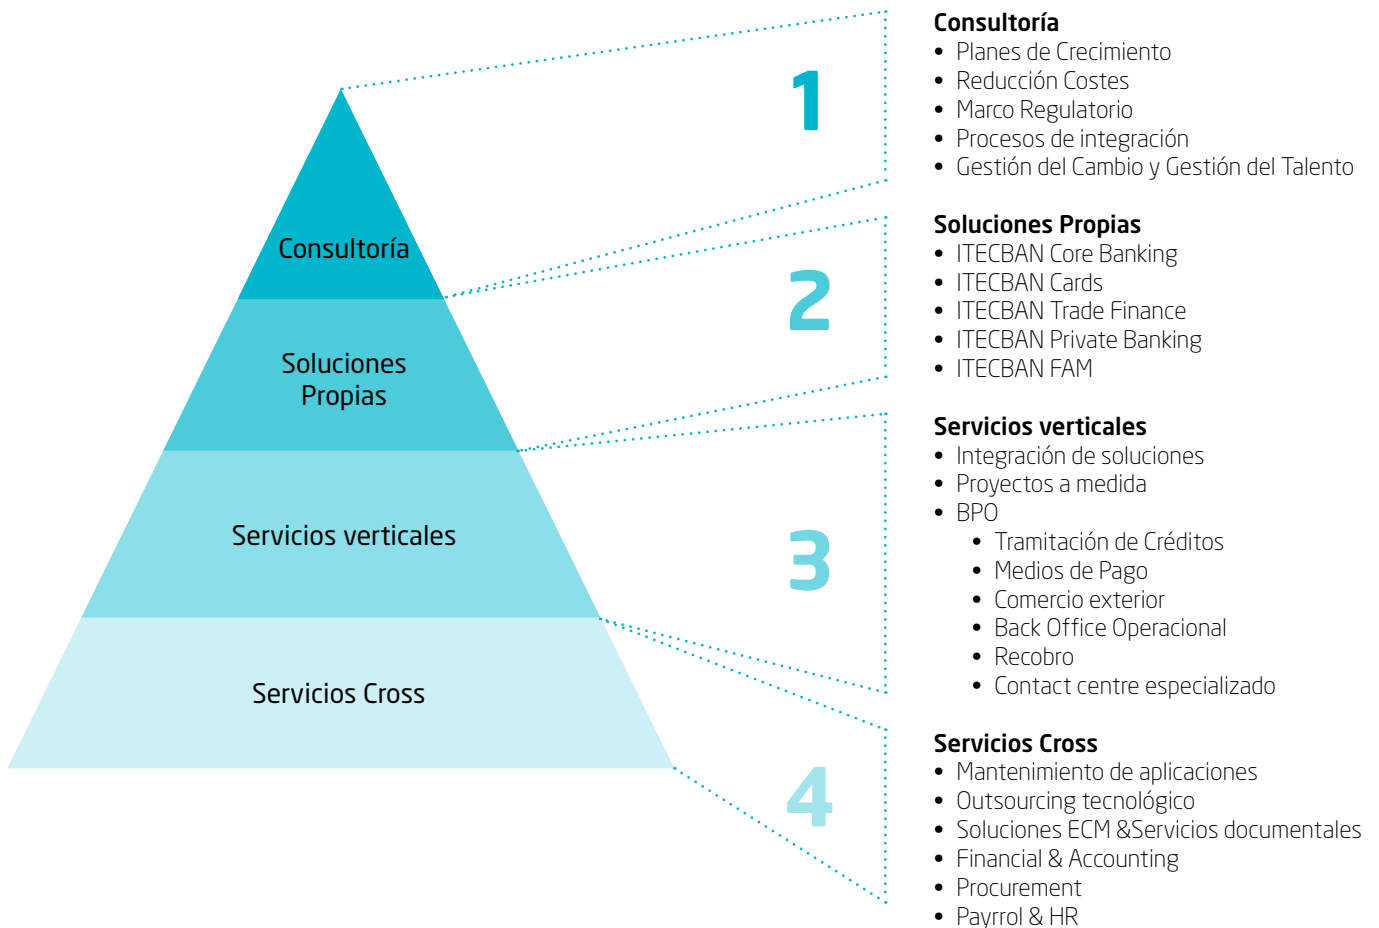 Consultoría
Soluciones
Propias
Servicios verticales
Servicios Cross
1
Consultoría
• Planes de Crecimiento
• Reducción Costes
• Marco Regulatorio
• Procesos de integración
• Gestión del Cambio y Gestión del Talento
2
Soluciones Propias
• ITECBAN Core Banking
• ITECBAN Cards
• ITECBAN Trade Finance
• ITECBAN Private Banking
• ITECBAN FAM
3
Servicios verticales
• Integración de soluciones
• Proyectos a medida
• BPO
• Tramitación de Créditos
• Medios de Pago
• Comercio exterior
• Back Office Operacional
• Recobro
• Contact centre especializado
4
Servicios Cross
• Mantenimiento de aplicaciones
• Outsourcing tecnológico
• Soluciones ECM &Servicios documentales
• Financial & Accounting
• Procurement
• Payrrol & HR